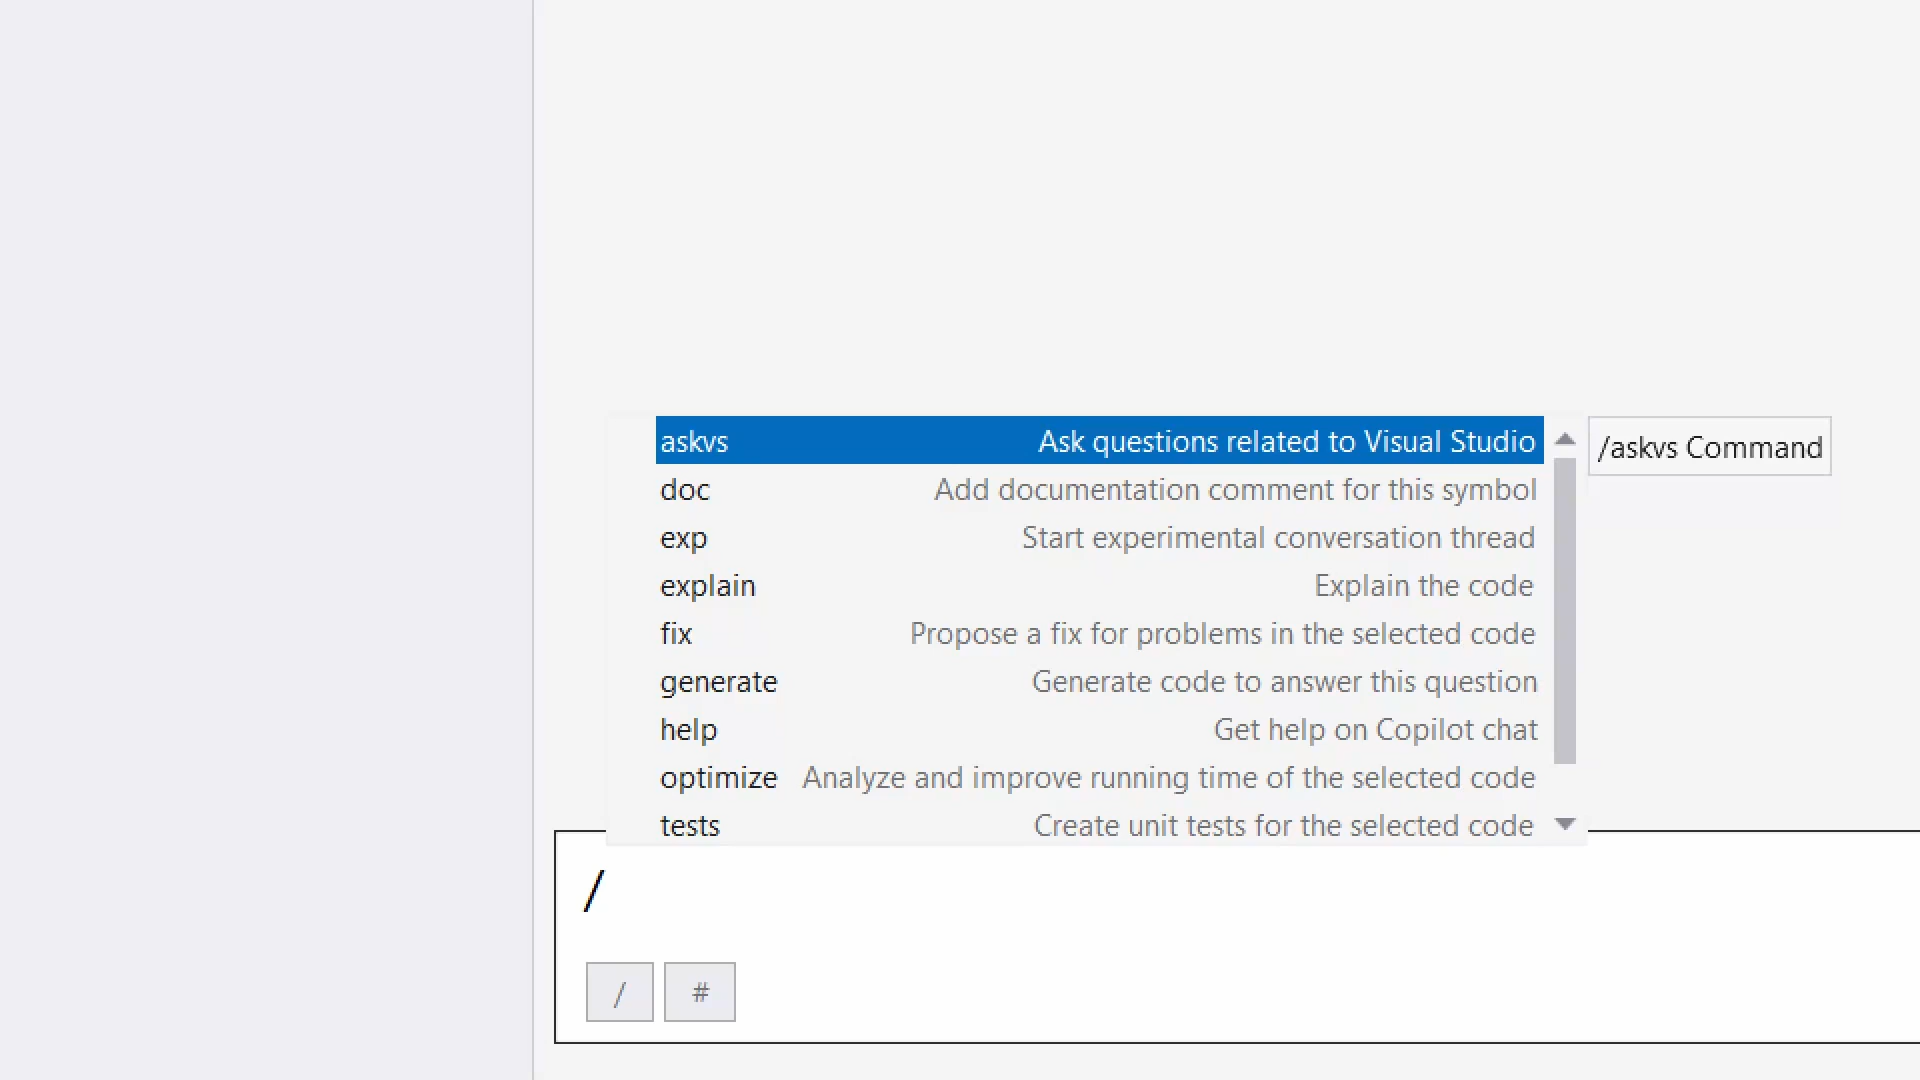 askvs Ask questions related to Visual Studio /askvs Command
doc Add documentation comment for this symbol
exp Start experimental conversation thread
explain Explain the code
fix Propose a fix for problems in the selected code
generate Generate code to answer this question
help Get help on Copilot chat
optimize Analyze and improve running time of the selected code
tests Create unit tests for the selected code
/
/ #